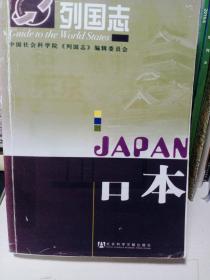 列国志
Guide to the World States
中国社会科学院《列国志》编辑委员会
JAPAN
日本
社会科学文献出版社